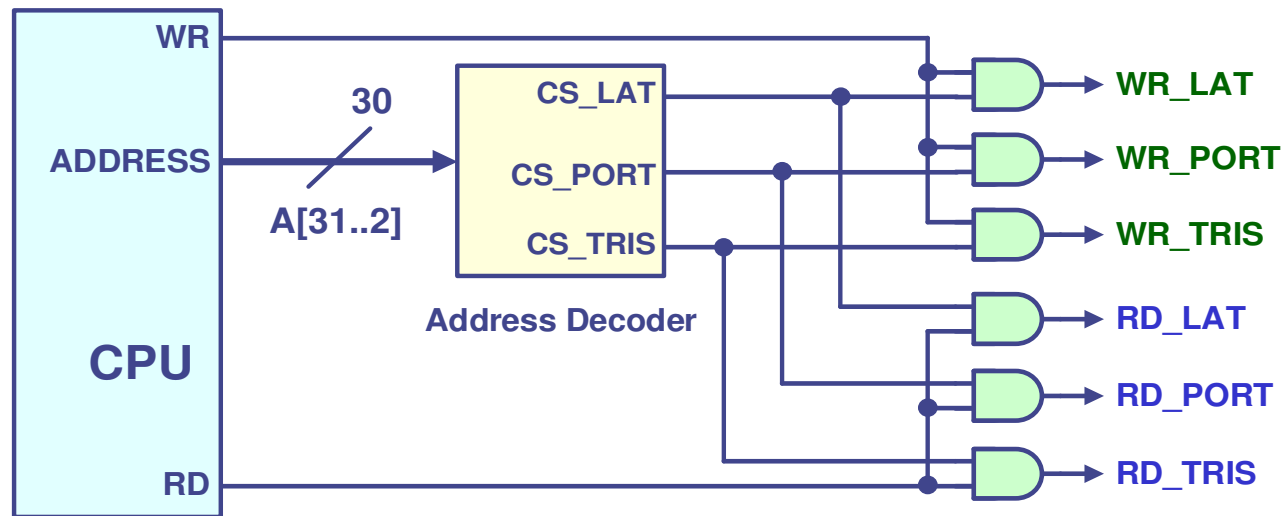 WR
30
CS_LAT
WR_LAT
ADDRESS
CS_PORT
WR_PORT
A[31..2]
CS_TRIS
WR_TRIS
Address Decoder
RD_LAT
CPU
RD_PORT
RD
RD_TRIS